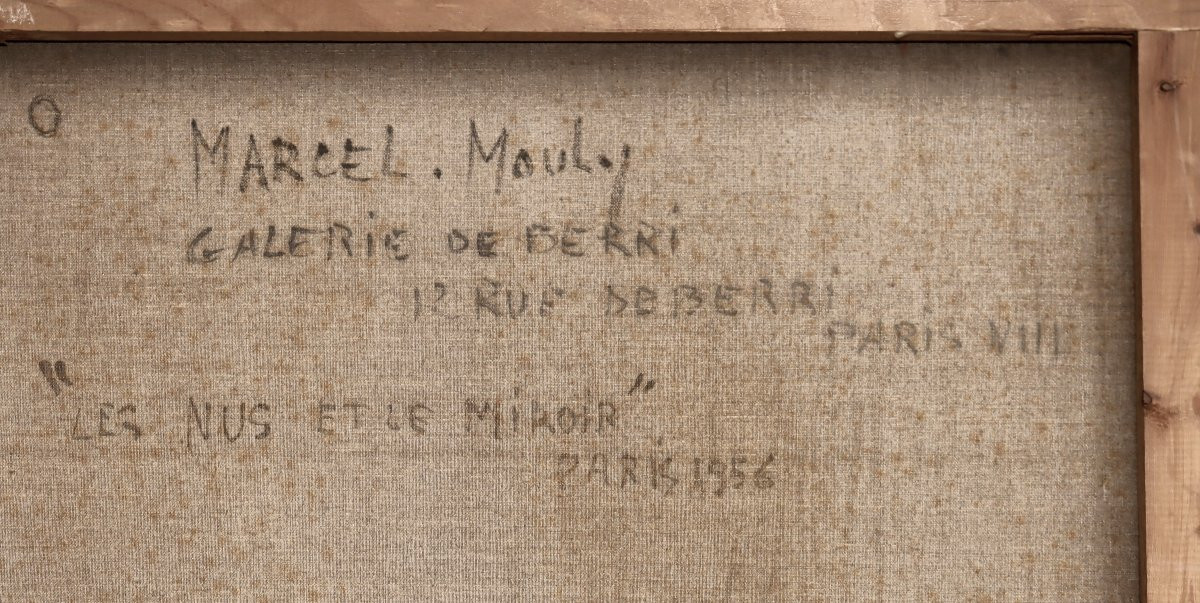 O
MARCEL. Mouly
GALERIE DE BERRI
12 RUE DE BERRI
PARIS VIII
"LES NUS ET LE MIROIR"
PARIS 1956